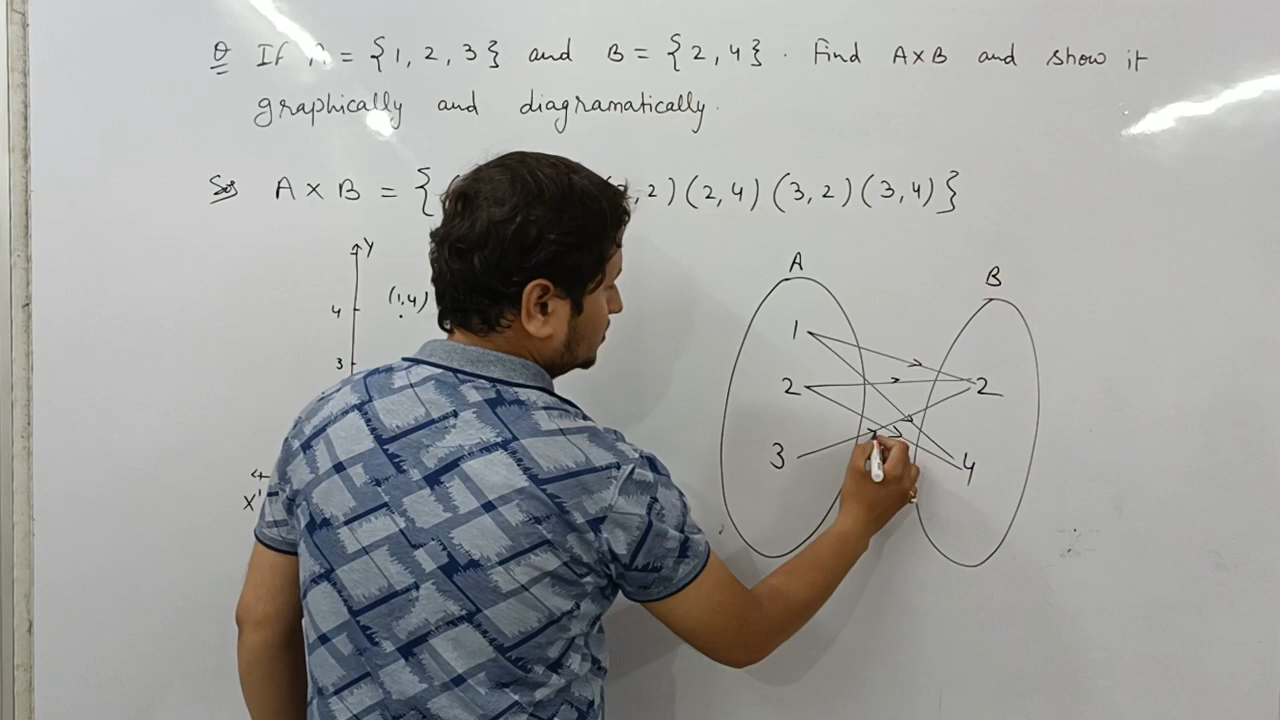 Q If A = {1, 2, 3} and B = {2, 4} . Find A×B and show it
graphically and diagramatically.
Sol A × B = { , 2) (2, 4) (3, 2) (3, 4)}
Y
4
(1,4)
3
X'
A
B
1
2
3
2
4